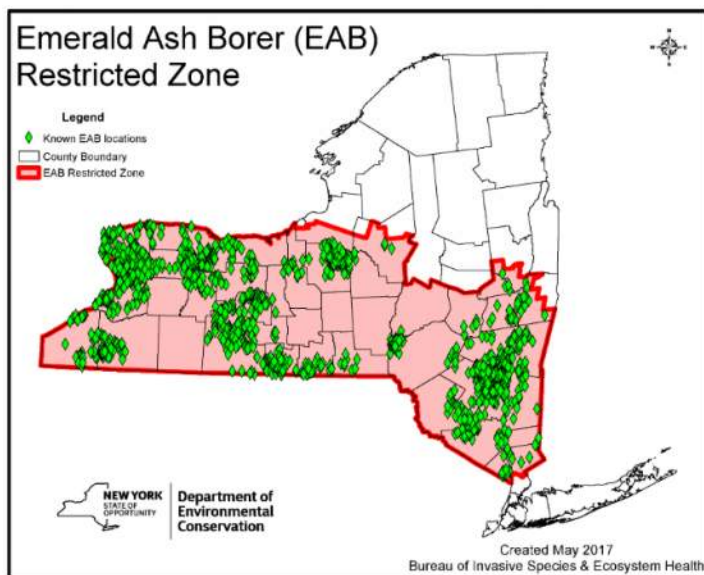 Emerald Ash Borer (EAB)
Restricted Zone
Legend
Known EAB locations
County Boundary
EAB Restricted Zone
N
W
E
S
NEW YORK
STATE OF
OPPORTUNITY
Department of
Environmental
Conservation
Created May 2017
Bureau of Invasive Species & Ecosystem Health